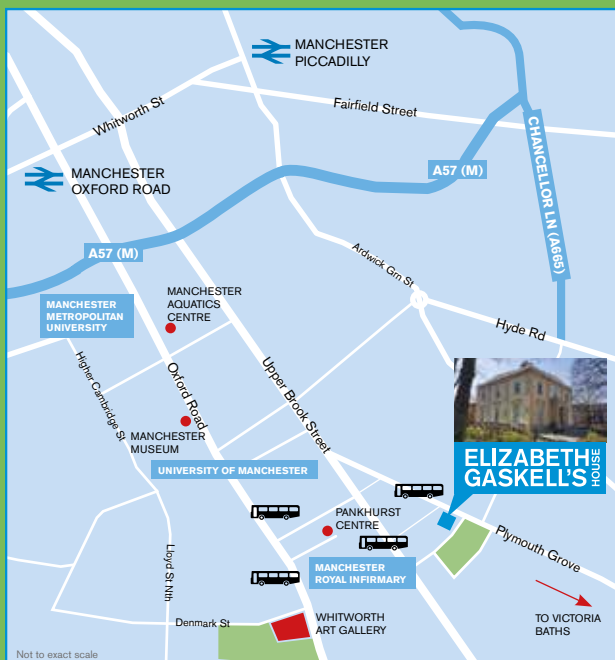 MANCHESTER
PICCADILLY
Whitworth St
Fairfield Street
CHANCELLOR LN (A665)
A57 (M)
MANCHESTER
OXFORD ROAD
A57 (M)
Ardwick Grn St
MANCHESTER
METROPOLITAN
UNIVERSITY
MANCHESTER
AQUATICS
CENTRE
Hyde Rd
Higher Cambridge St
Oxford Road
Upper Brook Street
MANCHESTER
MUSEUM
UNIVERSITY OF MANCHESTER
ELIZABETH
GASKELL'S
HOUSE
PANKHURST
CENTRE
Plymouth Grove
Lloyd St Nth
MANCHESTER
ROYAL INFIRMARY
Denmark St
WHITWORTH
ART GALLERY
TO VICTORIA
BATHS
Not to exact scale